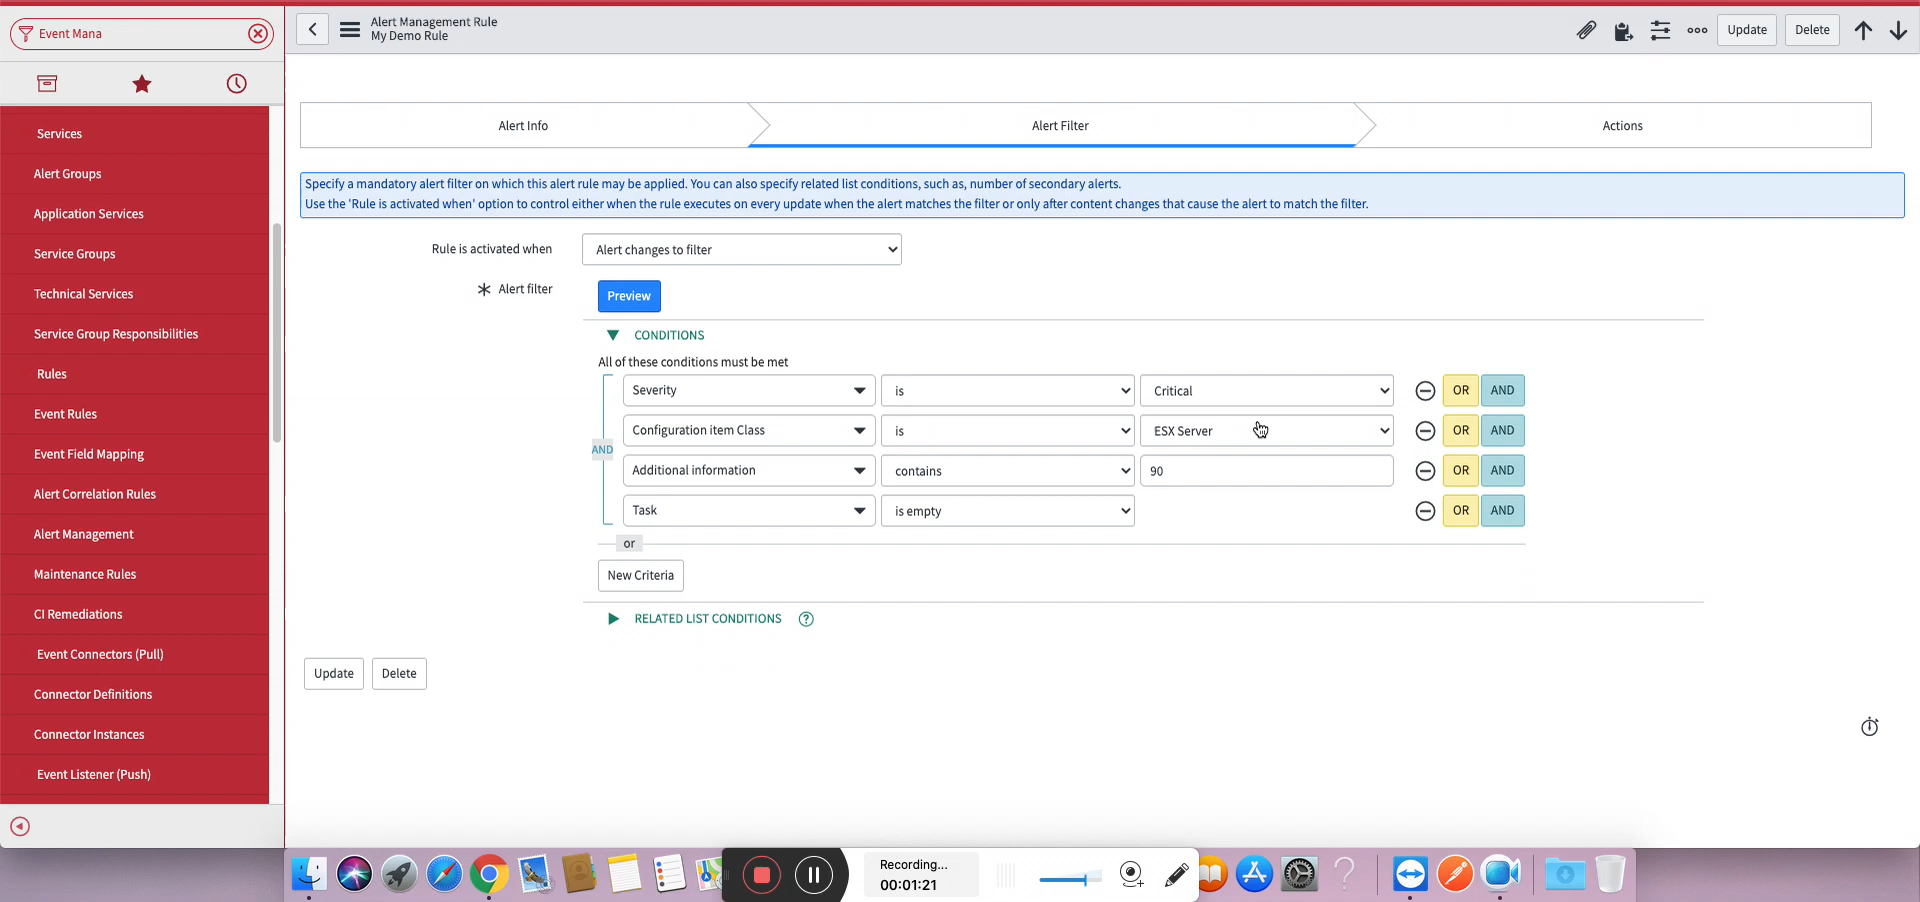 Event Mana
Services
Alert Groups
Application Services
Service Groups
Technical Services
Service Group Responsibilities
Rules
Event Rules
Event Field Mapping
Alert Correlation Rules
Alert Management
Maintenance Rules
CI Remediations
Event Connectors (Pull)
Connector Definitions
Connector Instances
Event Listener (Push)
Alert Management Rule
My Demo Rule
Update
Delete
Alert Info
Alert Filter
Actions
Specify a mandatory alert filter on which this alert rule may be applied. You can also specify related list conditions, such as, number of secondary alerts.
Use the 'Rule is activated when' option to control either when the rule executes on every update when the alert matches the filter or only after content changes that cause the alert to match the filter.
Rule is activated when
Alert changes to filter
Alert filter
Preview
CONDITIONS
All of these conditions must be met
AND
Severity is Critical OR AND
Configuration item Class is ESX Server OR AND
Additional information contains 90 OR AND
Task is empty OR AND
or
New Criteria
RELATED LIST CONDITIONS ?
Update
Delete
Recording...
00:01:21